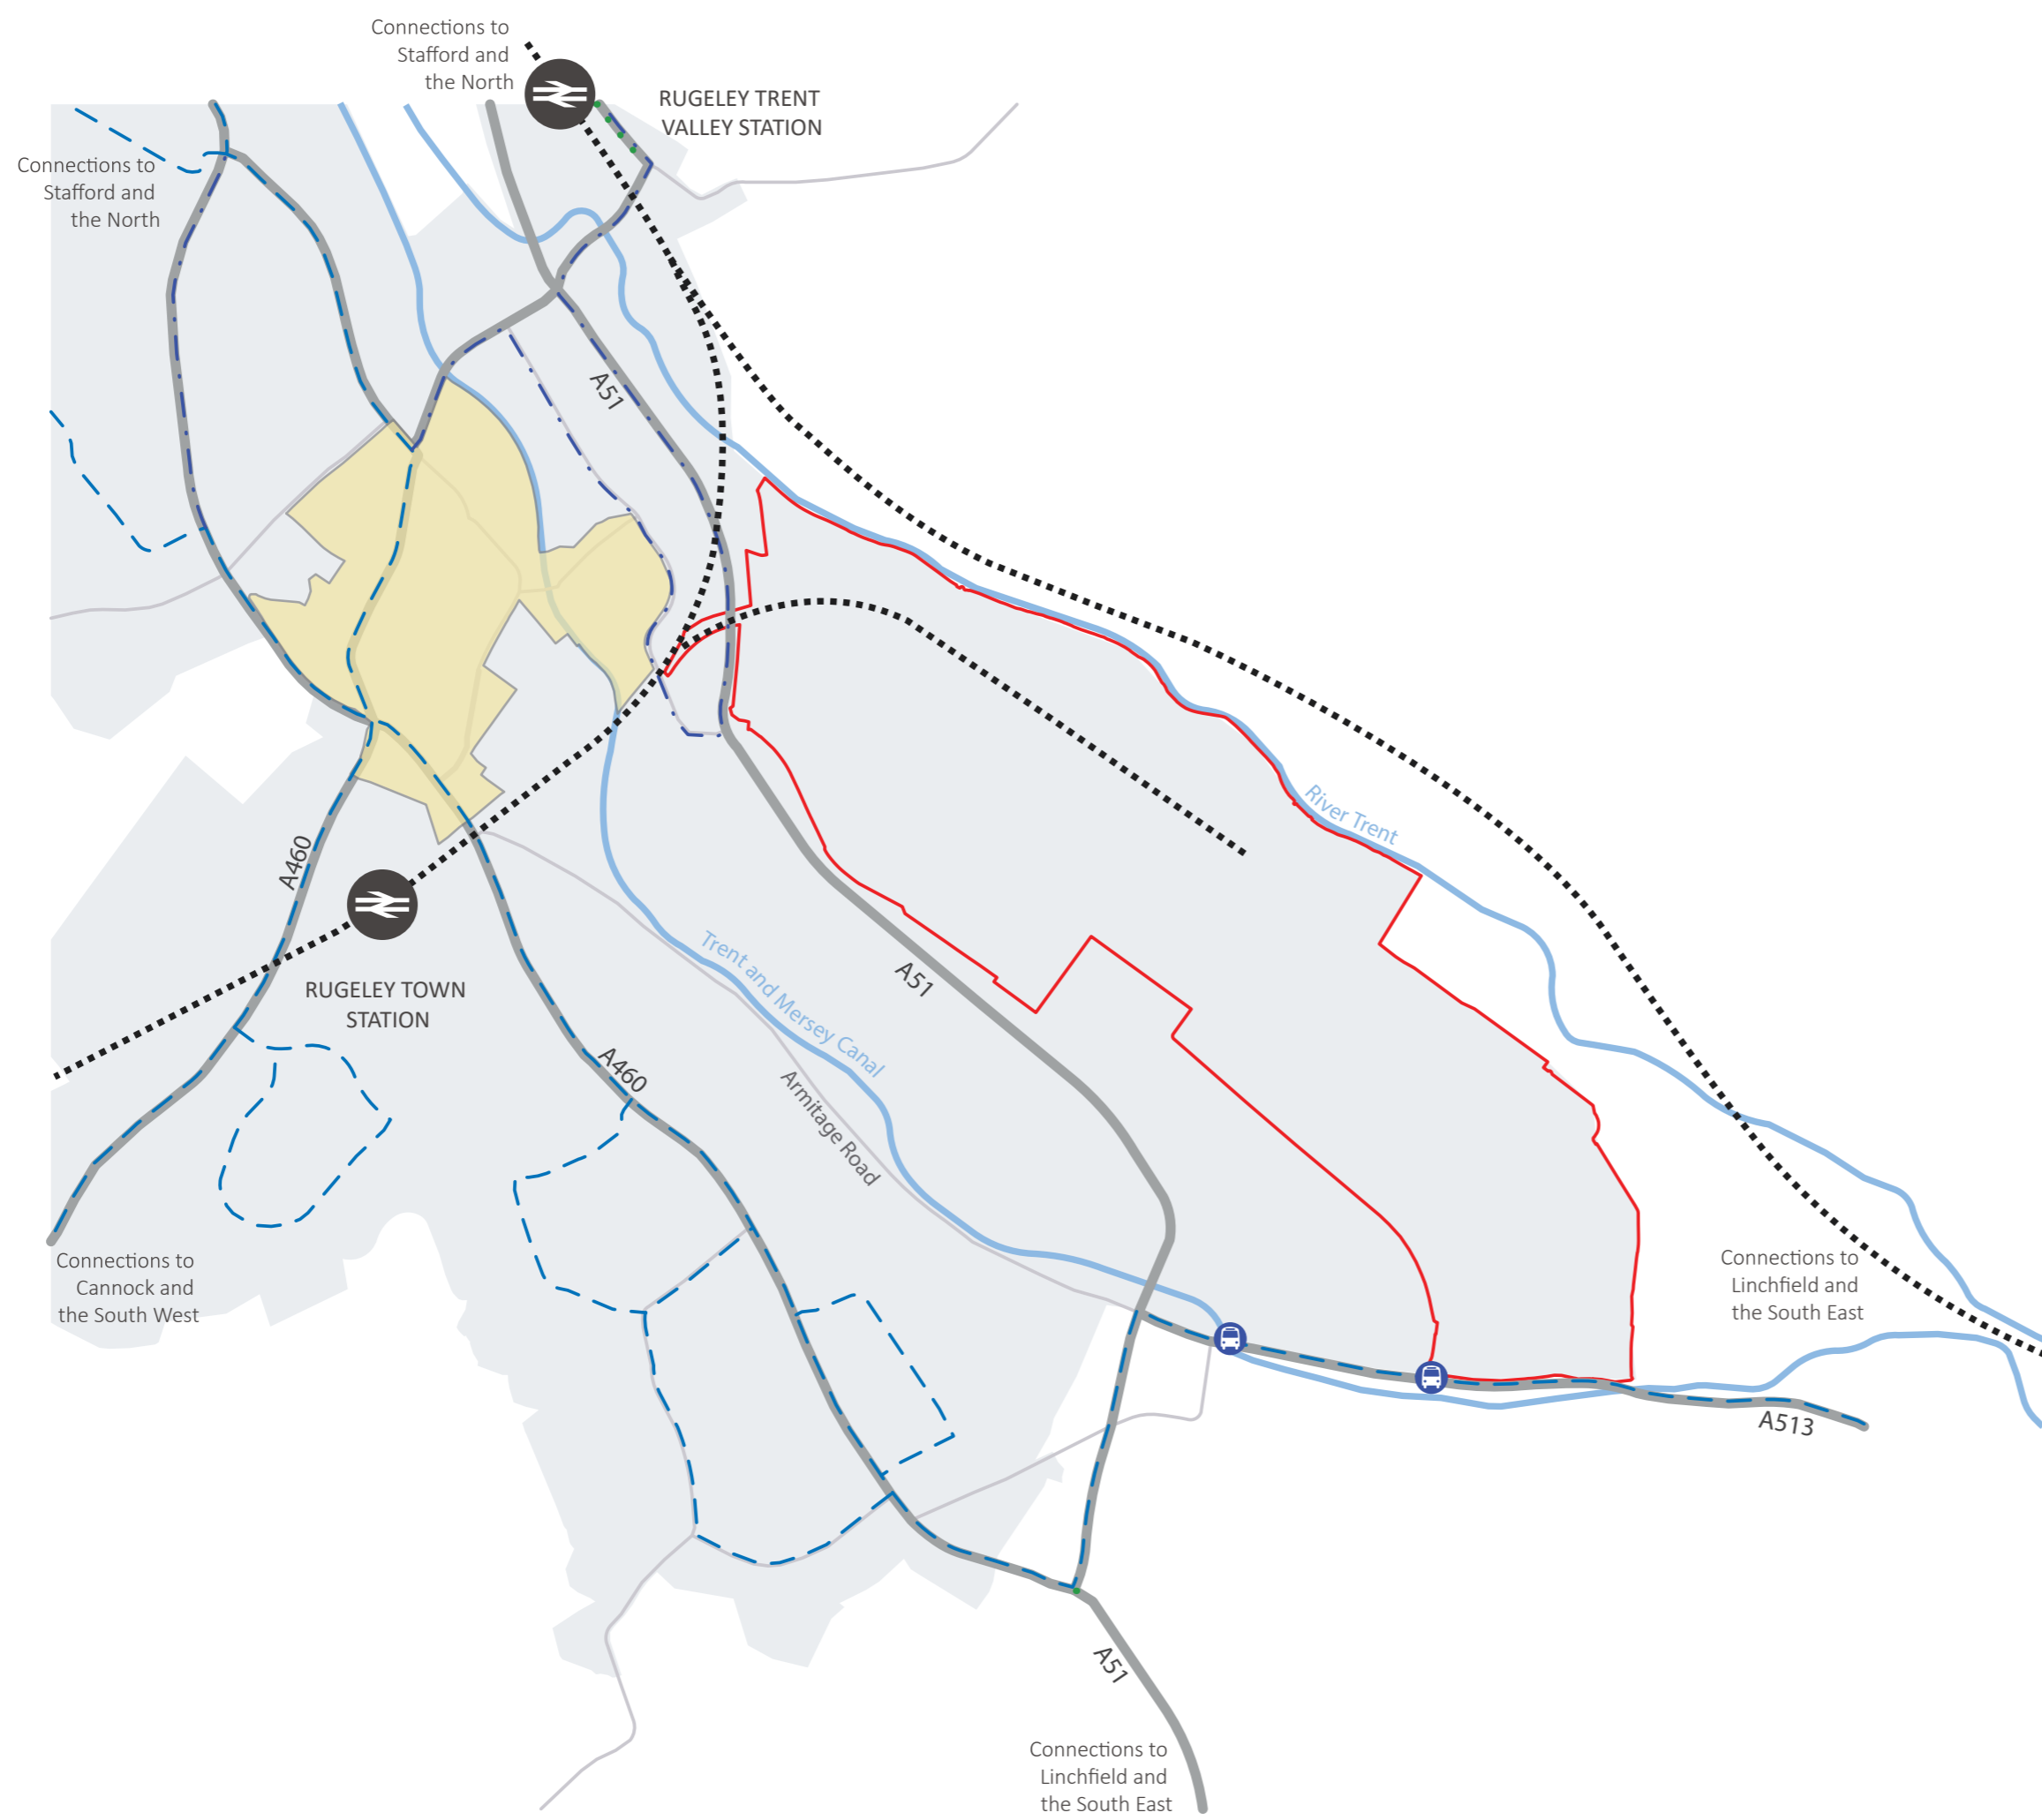 Connections to
Stafford and
the North
RUGELEY TRENT
VALLEY STATION
Connections to
Stafford and
the North
A51
River Trent
A460
Trent and Mersey Canal
A51
RUGELEY TOWN
STATION
A460
Armitage Road
Connections to
Cannock and
the South West
Connections to
Linchfield and
the South East
A513
A51
Connections to
Linchfield and
the South East